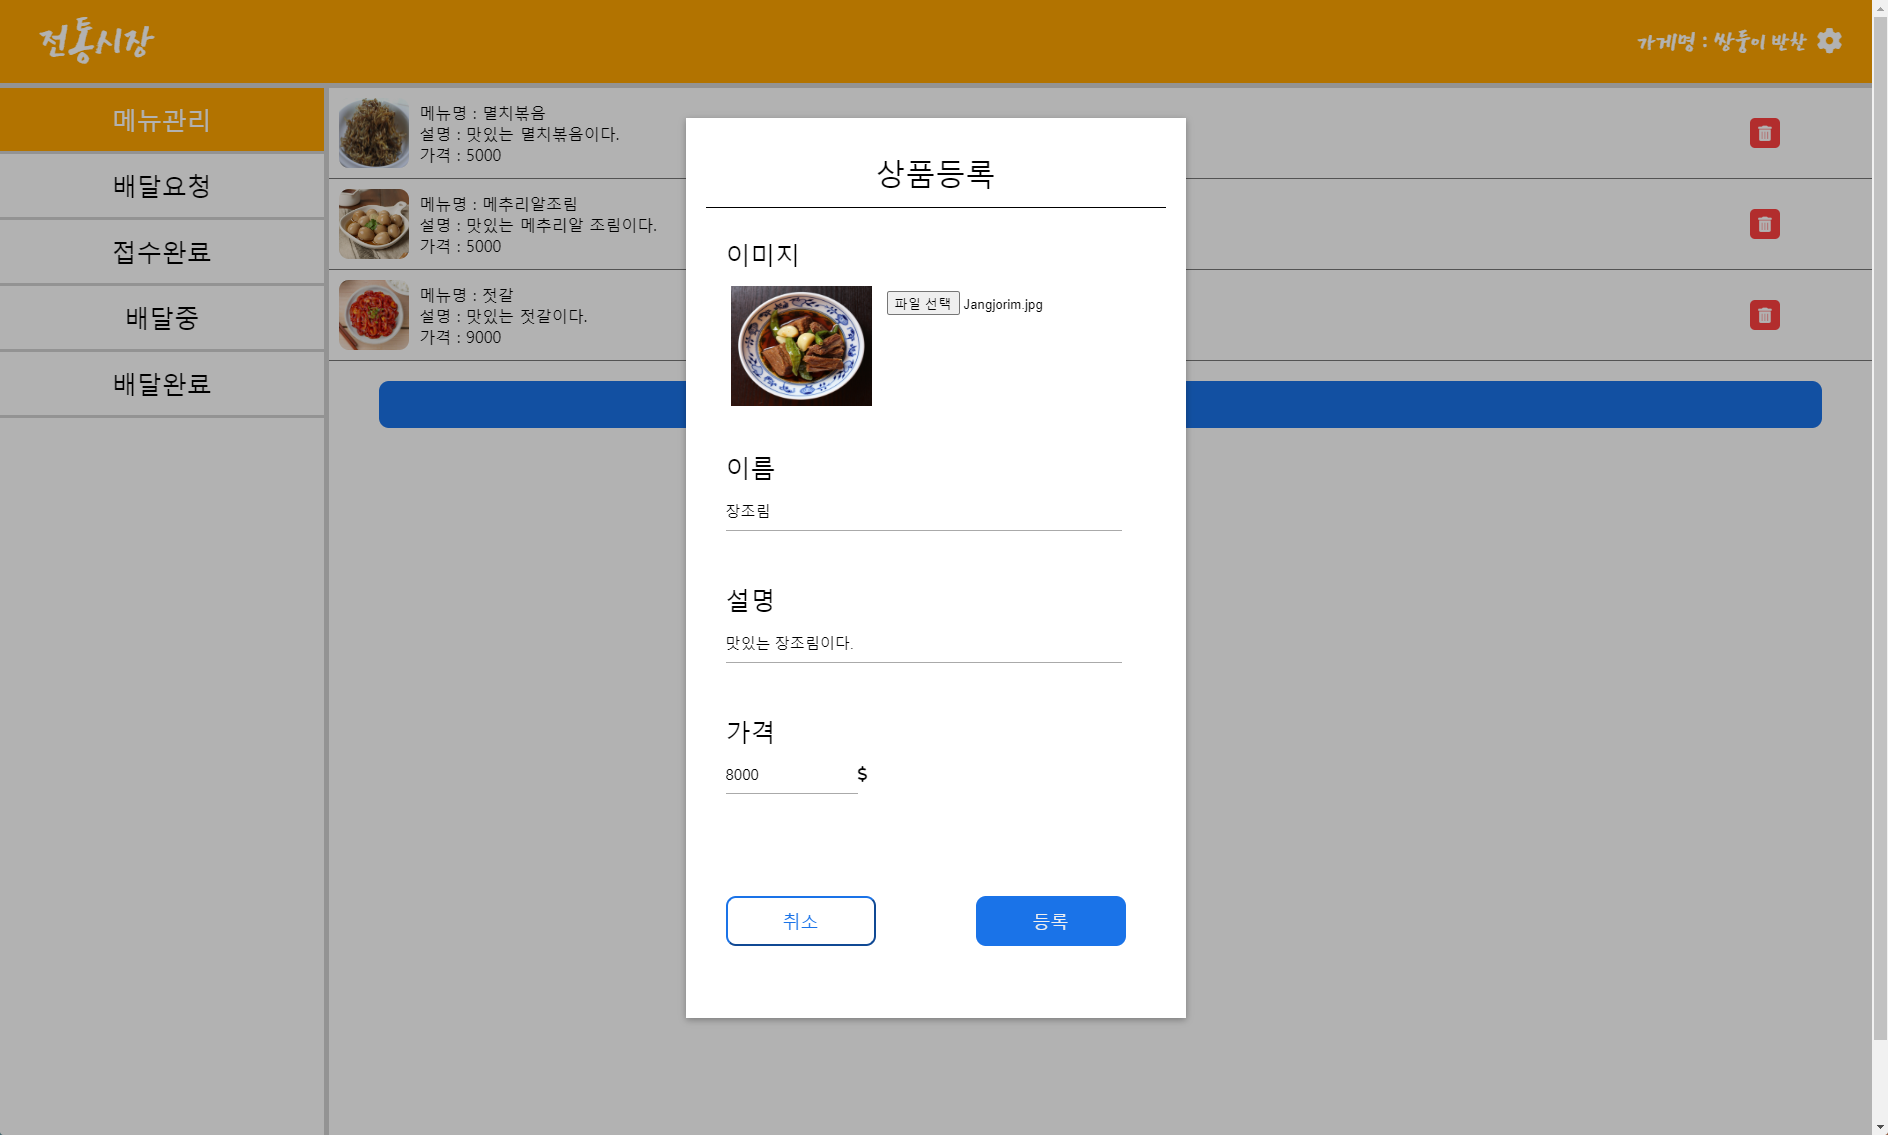 전통시장
가게명 : 쌍둥이 반찬
메뉴관리
배달요청
접수완료
배달중
배달완료
메뉴명 : 멸치볶음
설명 : 맛있는 멸치볶음이다.
가격 : 5000
메뉴명 : 메추리알조림
설명 : 맛있는 메추리알 조림이다.
가격 : 5000
메뉴명 : 젓갈
설명 : 맛있는 젓갈이다.
가격 : 9000
상품등록
이미지
파일 선택 Jangjorim.jpg
이름
장조림
설명
맛있는 장조림이다.
가격
8000 $
취소
등록